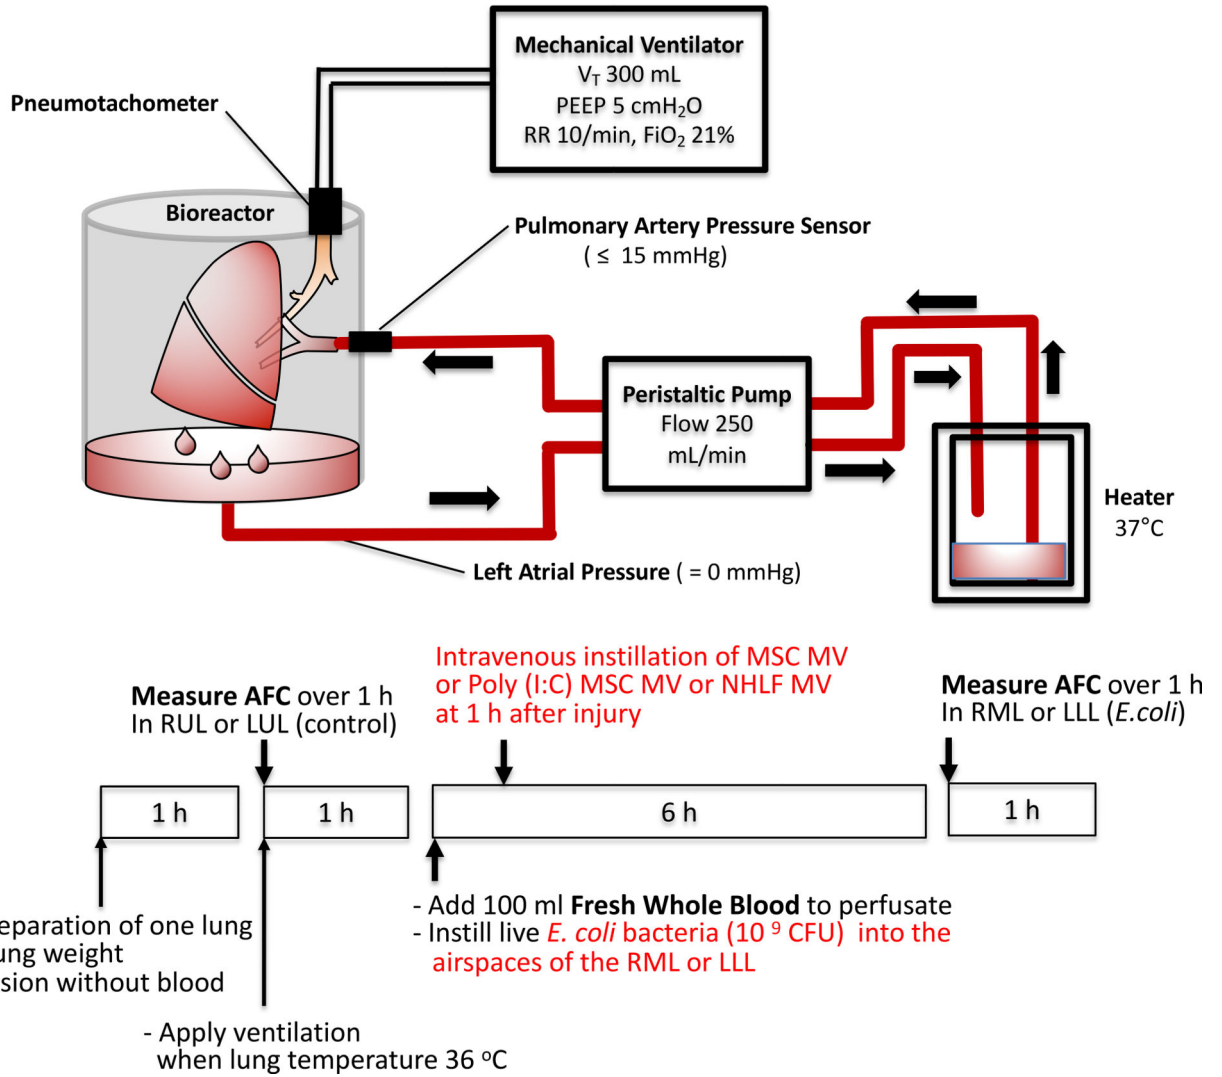 Mechanical Ventilator
V_T 300 mL
PEEP 5 cmH₂O
RR 10/min, FiO₂ 21%
Pneumotachometer
Bioreactor
Pulmonary Artery Pressure Sensor
( ≤ 15 mmHg)
Peristaltic Pump
Flow 250
mL/min
Heater
37°C
Left Atrial Pressure ( = 0 mmHg)
Measure AFC over 1 h
In RUL or LUL (control)
Intravenous instillation of MSC MV
or Poly (I:C) MSC MV or NHLF MV
at 1 h after injury
Measure AFC over 1 h
In RML or LLL (E.coli)
1 h
1 h
6 h
1 h
eparation of one lung
ung weight
sion without blood
- Add 100 ml Fresh Whole Blood to perfusate
- Instill live E. coli bacteria (10 ⁹ CFU) into the
airspaces of the RML or LLL
- Apply ventilation
when lung temperature 36 ºC